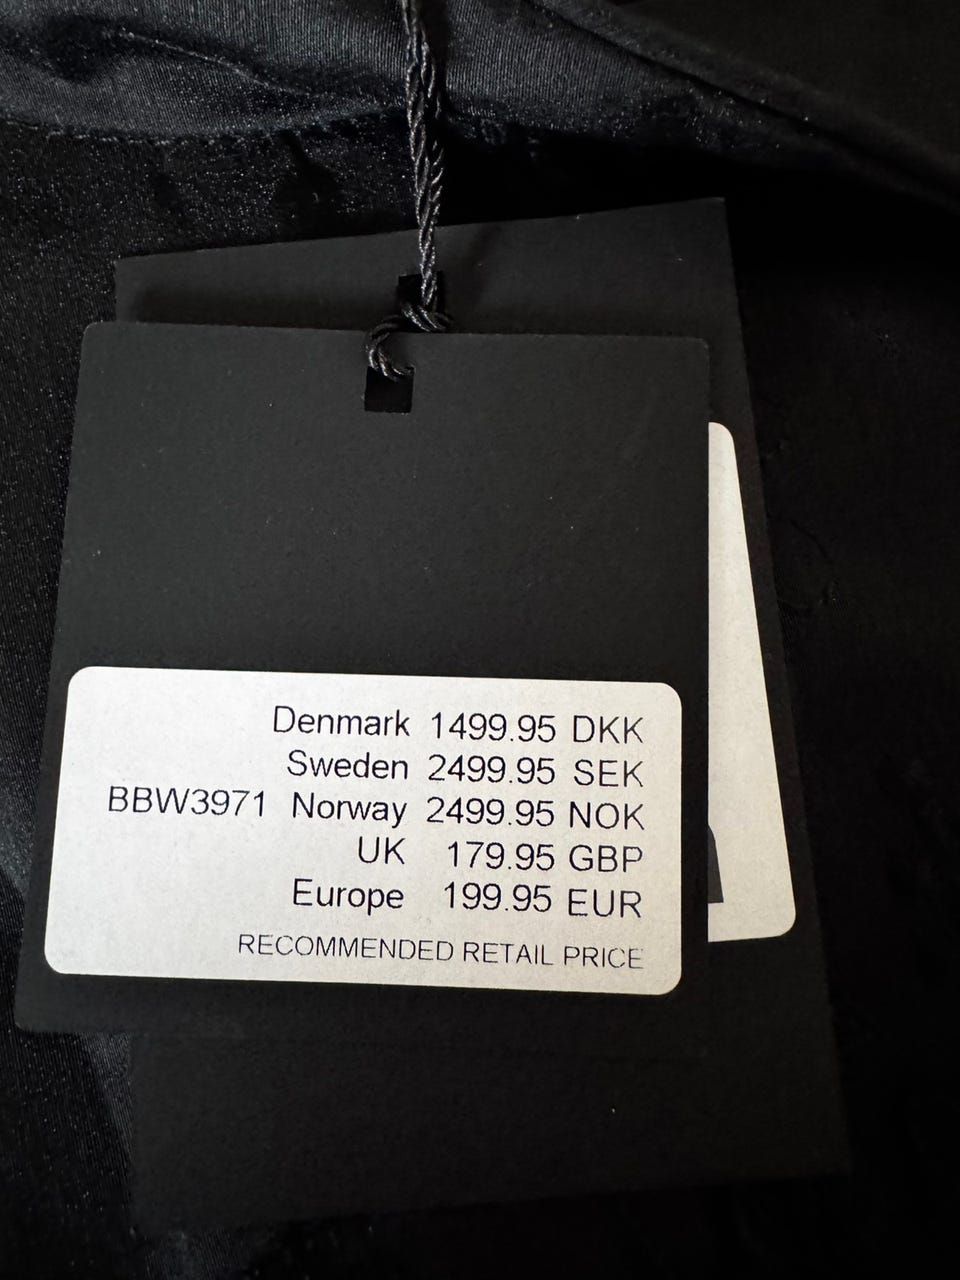 Denmark 1499.95 DKK
Sweden 2499.95 SEK
BBW3971 Norway 2499.95 NOK
UK 179.95 GBP
Europe 199.95 EUR
RECOMMENDED RETAIL PRICE